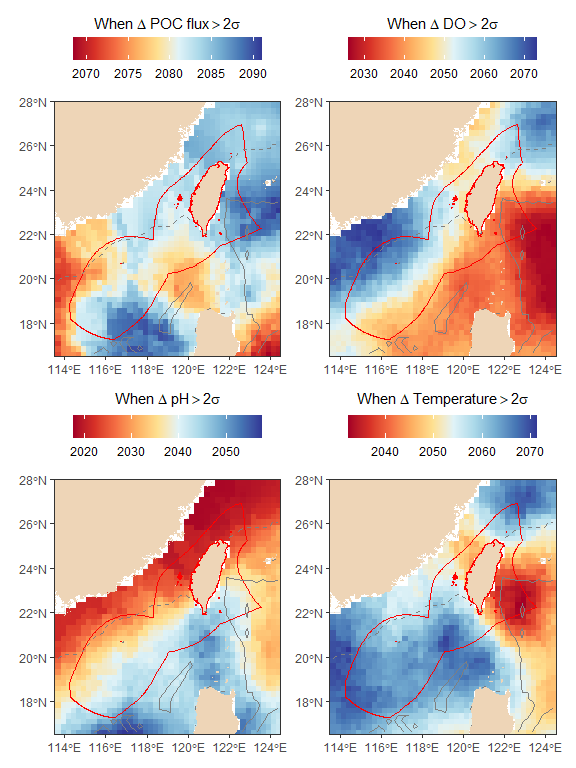 When Δ POC flux > 2σ
2070 2075 2080 2085 2090
28°N
26°N
24°N
22°N
20°N
18°N
114°E 116°E 118°E 120°E 122°E 124°E
When Δ DO > 2σ
2030 2040 2050 2060 2070
28°N
26°N
24°N
22°N
20°N
18°N
114°E 116°E 118°E 120°E 122°E 124°E
When Δ pH > 2σ
2020 2030 2040 2050
28°N
26°N
24°N
22°N
20°N
18°N
114°E 116°E 118°E 120°E 122°E 124°E
When Δ Temperature > 2σ
2040 2050 2060 2070
28°N
26°N
24°N
22°N
20°N
18°N
114°E 116°E 118°E 120°E 122°E 124°E